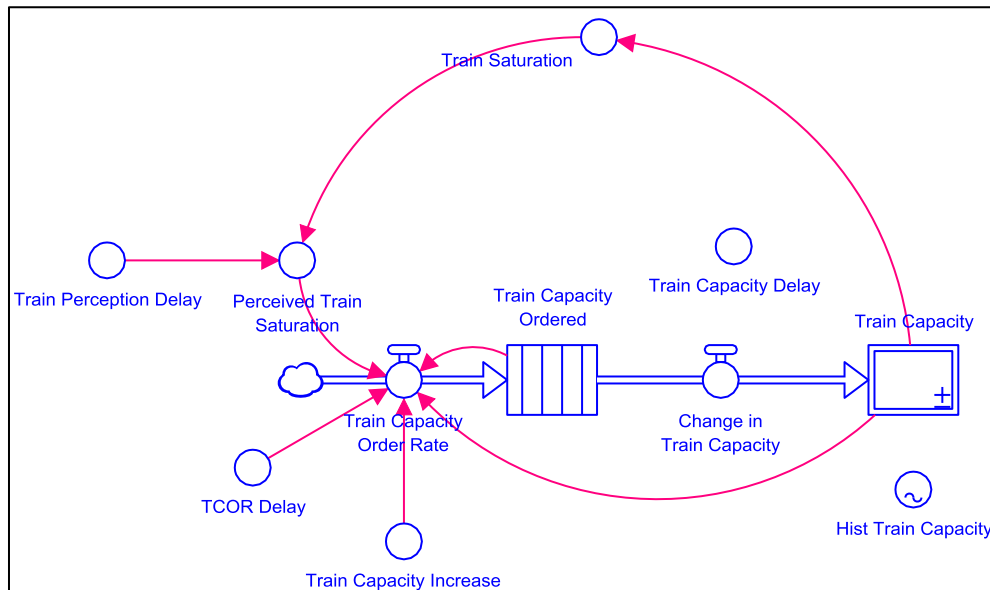 Train Saturation
Train Perception Delay
Perceived Train
Saturation
Train Capacity
Ordered
Train Capacity Delay
Train Capacity
Train Capacity
Order Rate
Change in
Train Capacity
TCOR Delay
Hist Train Capacity
Train Capacity Increase